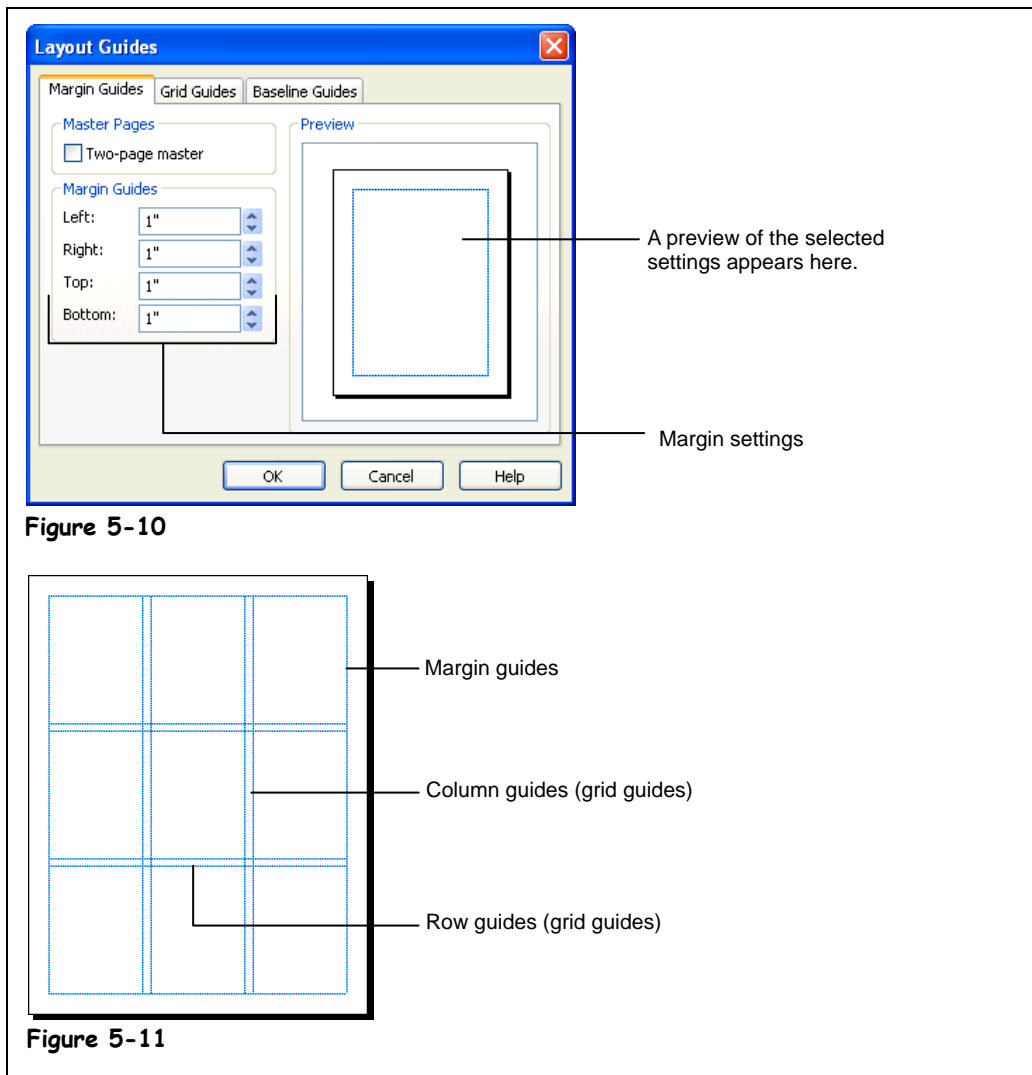 Layout Guides
Margin Guides Grid Guides Baseline Guides
Master Pages
Two-page master
Preview
Margin Guides
Left: 1"
Right: 1"
Top: 1"
Bottom: 1"
A preview of the selected
settings appears here.
Margin settings
OK Cancel Help
Figure 5-10
Margin guides
Column guides (grid guides)
Row guides (grid guides)
Figure 5-11